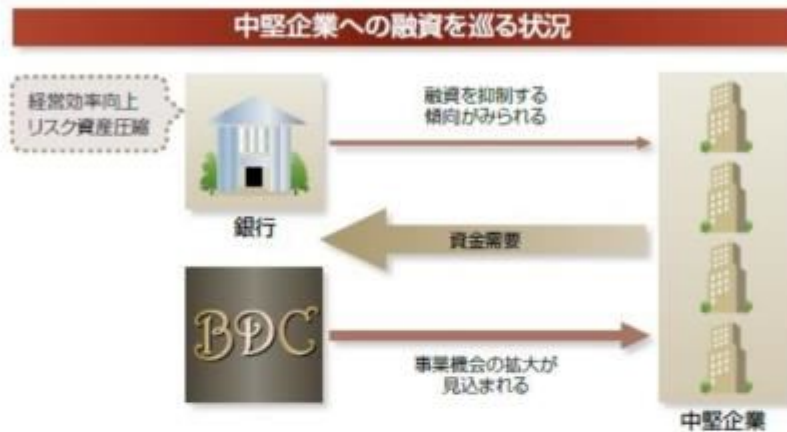 中堅企業への融資を巡る状況
経営効率向上
リスク資産圧縮
融資を抑制する
傾向がみられる
銀行
資金需要
BDC
事業機会の拡大が
見込まれる
中堅企業